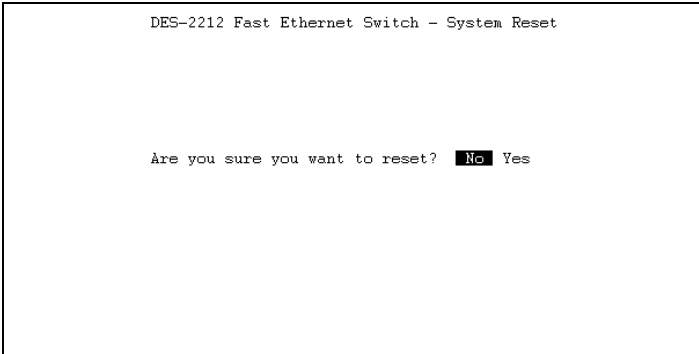 DES-2212 Fast Ethernet Switch - System Reset
Are you sure you want to reset? No Yes